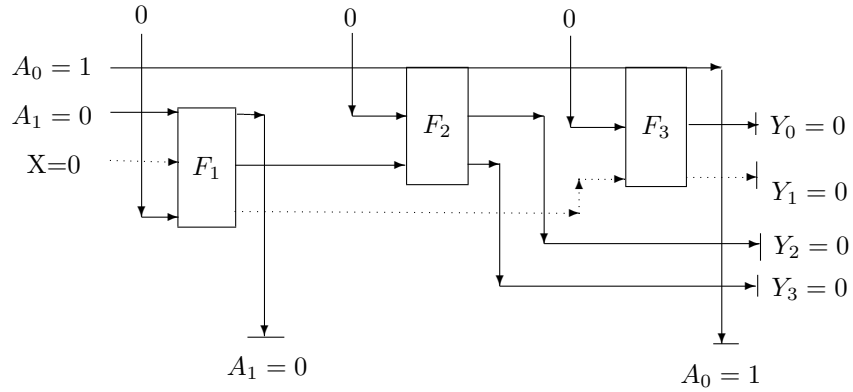 0
0
0
A_0 = 1
A_1 = 0
X=0
F_1
F_2
F_3
Y_0 = 0
Y_1 = 0
Y_2 = 0
Y_3 = 0
A_1 = 0
A_0 = 1